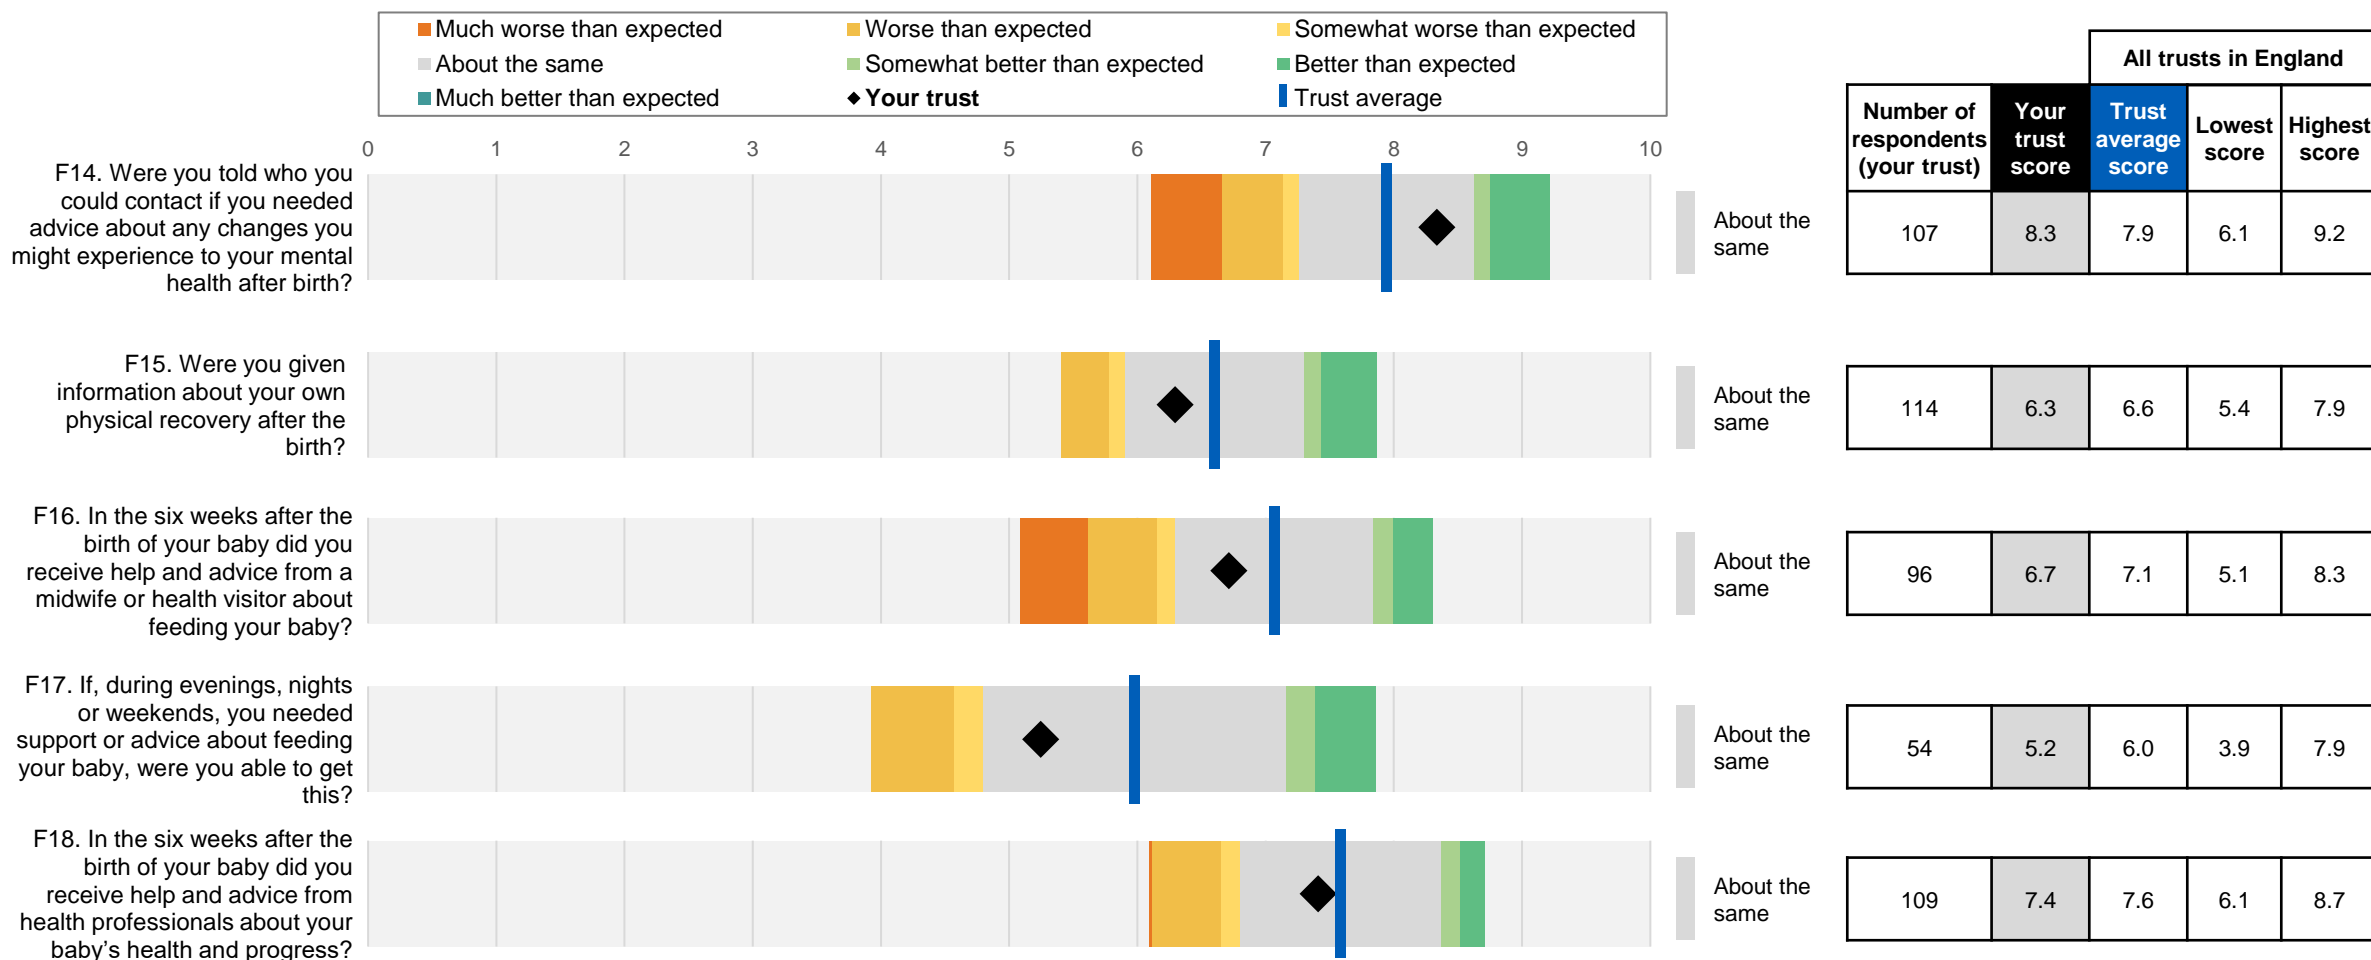 Much worse than expected
Worse than expected
Somewhat worse than expected
About the same
Somewhat better than expected
Better than expected
Much better than expected
Your trust
Trust average
All trusts in England
Number of
respondents
(your trust)
Your
trust
score
Trust
average
score
Lowest
score
Highest
score
0 1 2 3 4 5 6 7 8 9 10
F14. Were you told who you
could contact if you needed
advice about any changes you
might experience to your mental
health after birth?
About the
same
107 8.3 7.9 6.1 9.2
F15. Were you given
information about your own
physical recovery after the
birth?
About the
same
114 6.3 6.6 5.4 7.9
F16. In the six weeks after the
birth of your baby did you
receive help and advice from a
midwife or health visitor about
feeding your baby?
About the
same
96 6.7 7.1 5.1 8.3
F17. If, during evenings, nights
or weekends, you needed
support or advice about feeding
your baby, were you able to get
this?
About the
same
54 5.2 6.0 3.9 7.9
F18. In the six weeks after the
birth of your baby did you
receive help and advice from
health professionals about your
baby’s health and progress?
About the
same
109 7.4 7.6 6.1 8.7